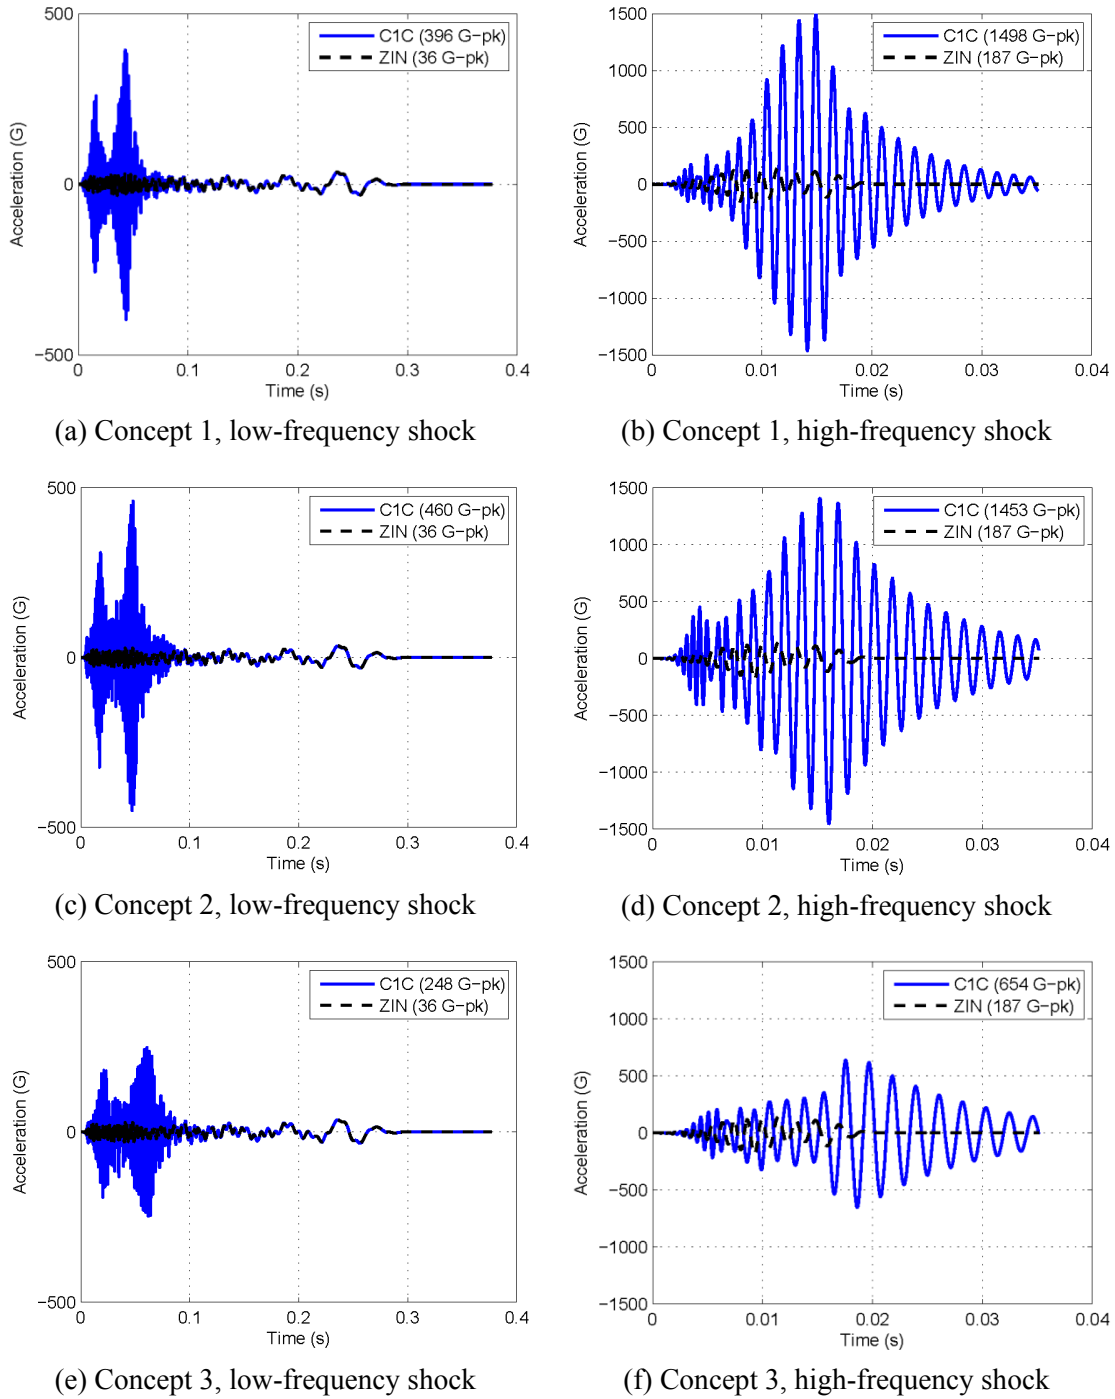 500
0
−500
Acceleration (G)
C1C (396 G−pk)
ZIN (36 G−pk)
0
0.1
0.2
0.3
0.4
Time (s)
(a) Concept 1, low-frequency shock
1500
1000
500
0
−500
−1000
−1500
Acceleration (G)
C1C (1498 G−pk)
ZIN (187 G−pk)
0
0.01
0.02
0.03
0.04
Time (s)
(b) Concept 1, high-frequency shock
500
0
−500
Acceleration (G)
C1C (460 G−pk)
ZIN (36 G−pk)
0
0.1
0.2
0.3
0.4
Time (s)
(c) Concept 2, low-frequency shock
1500
1000
500
0
−500
−1000
−1500
Acceleration (G)
C1C (1453 G−pk)
ZIN (187 G−pk)
0
0.01
0.02
0.03
0.04
Time (s)
(d) Concept 2, high-frequency shock
500
0
−500
Acceleration (G)
C1C (248 G−pk)
ZIN (36 G−pk)
0
0.1
0.2
0.3
0.4
Time (s)
(e) Concept 3, low-frequency shock
1500
1000
500
0
−500
−1000
−1500
Acceleration (G)
C1C (654 G−pk)
ZIN (187 G−pk)
0
0.01
0.02
0.03
0.04
Time (s)
(f) Concept 3, high-frequency shock